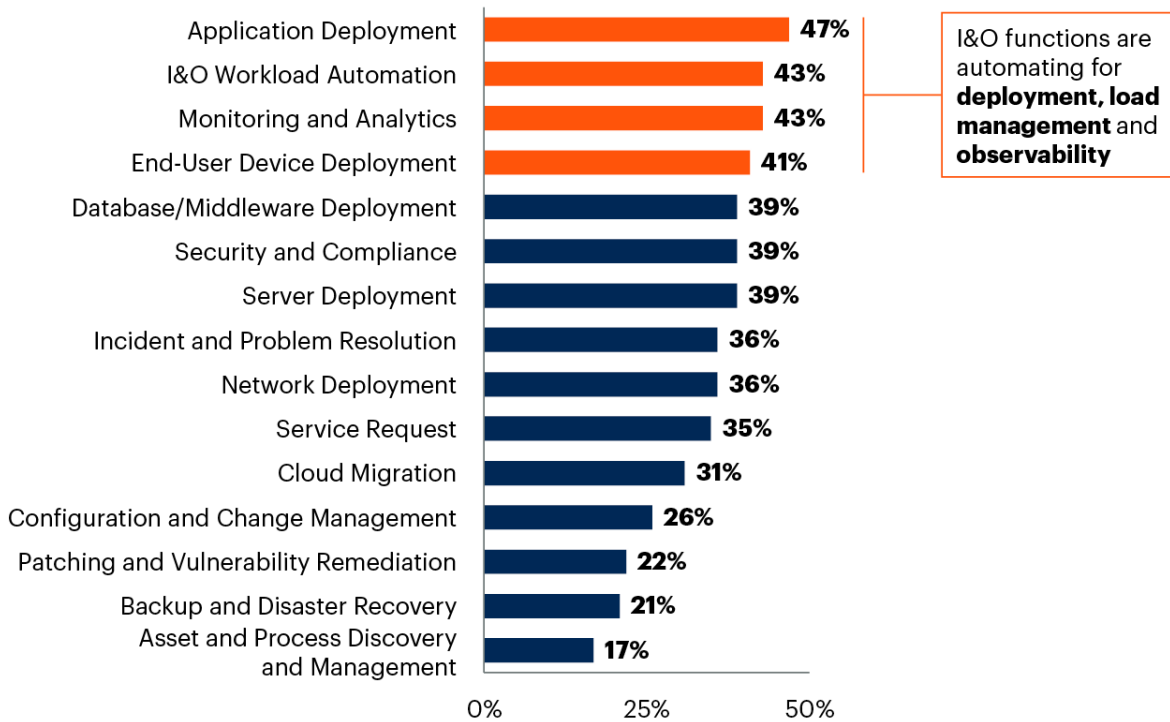 Application Deployment 47%
I&O Workload Automation 43%
Monitoring and Analytics 43%
End-User Device Deployment 41%
Database/Middleware Deployment 39%
Security and Compliance 39%
Server Deployment 39%
Incident and Problem Resolution 36%
Network Deployment 36%
Service Request 35%
Cloud Migration 31%
Configuration and Change Management 26%
Patching and Vulnerability Remediation 22%
Backup and Disaster Recovery 21%
Asset and Process Discovery
and Management 17%
0% 25% 50%
I&O functions are
automating for
deployment, load
management and
observability